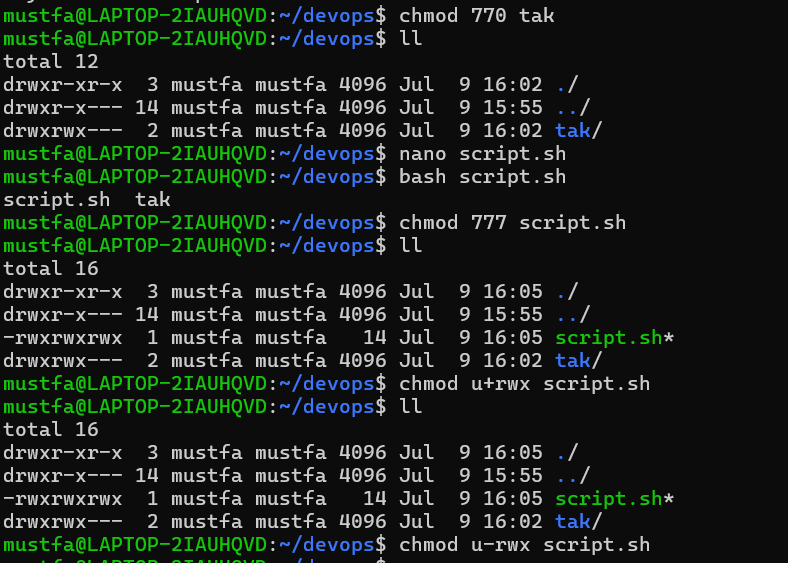 mustfa@LAPTOP-2IAUHQVD:~/devops$ chmod 770 tak
mustfa@LAPTOP-2IAUHQVD:~/devops$ ll
total 12
drwxr-xr-x  3 mustfa mustfa 4096 Jul  9 16:02 ./
drwxr-x--- 14 mustfa mustfa 4096 Jul  9 15:55 ../
drwxrwx---  2 mustfa mustfa 4096 Jul  9 16:02 tak/
mustfa@LAPTOP-2IAUHQVD:~/devops$ nano script.sh
mustfa@LAPTOP-2IAUHQVD:~/devops$ bash script.sh
script.sh  tak
mustfa@LAPTOP-2IAUHQVD:~/devops$ chmod 777 script.sh
mustfa@LAPTOP-2IAUHQVD:~/devops$ ll
total 16
drwxr-xr-x  3 mustfa mustfa 4096 Jul  9 16:05 ./
drwxr-x--- 14 mustfa mustfa 4096 Jul  9 15:55 ../
-rwxrwxrwx  1 mustfa mustfa   14 Jul  9 16:05 script.sh*
drwxrwx---  2 mustfa mustfa 4096 Jul  9 16:02 tak/
mustfa@LAPTOP-2IAUHQVD:~/devops$ chmod u+rwx script.sh
mustfa@LAPTOP-2IAUHQVD:~/devops$ ll
total 16
drwxr-xr-x  3 mustfa mustfa 4096 Jul  9 16:05 ./
drwxr-x--- 14 mustfa mustfa 4096 Jul  9 15:55 ../
-rwxrwxrwx  1 mustfa mustfa   14 Jul  9 16:05 script.sh*
drwxrwx---  2 mustfa mustfa 4096 Jul  9 16:02 tak/
mustfa@LAPTOP-2IAUHQVD:~/devops$ chmod u-rwx script.sh